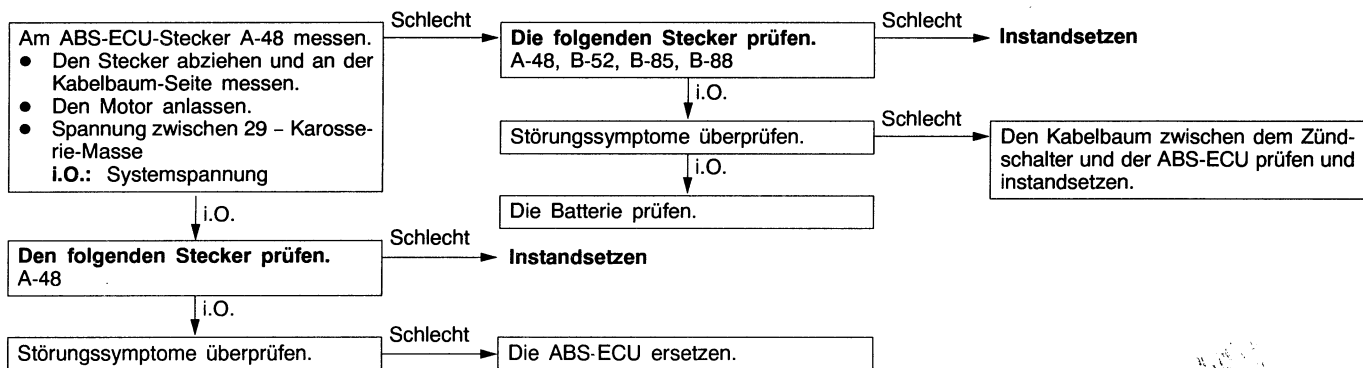 Am ABS-ECU-Stecker A-48 messen.
● Den Stecker abziehen und an der
Kabelbaum-Seite messen.
● Den Motor anlassen.
● Spannung zwischen 29 – Karosse-
rie-Masse
i.O.: Systemspannung
Schlecht
Die folgenden Stecker prüfen.
A-48, B-52, B-85, B-88
Schlecht
Instandsetzen
i.O.
Störungssymptome überprüfen.
Schlecht
Den Kabelbaum zwischen dem Zünd-
schalter und der ABS-ECU prüfen und
instandsetzen.
i.O.
Die Batterie prüfen.
i.O.
Den folgenden Stecker prüfen.
A-48
Schlecht
Instandsetzen
i.O.
Störungssymptome überprüfen.
Schlecht
Die ABS-ECU ersetzen.